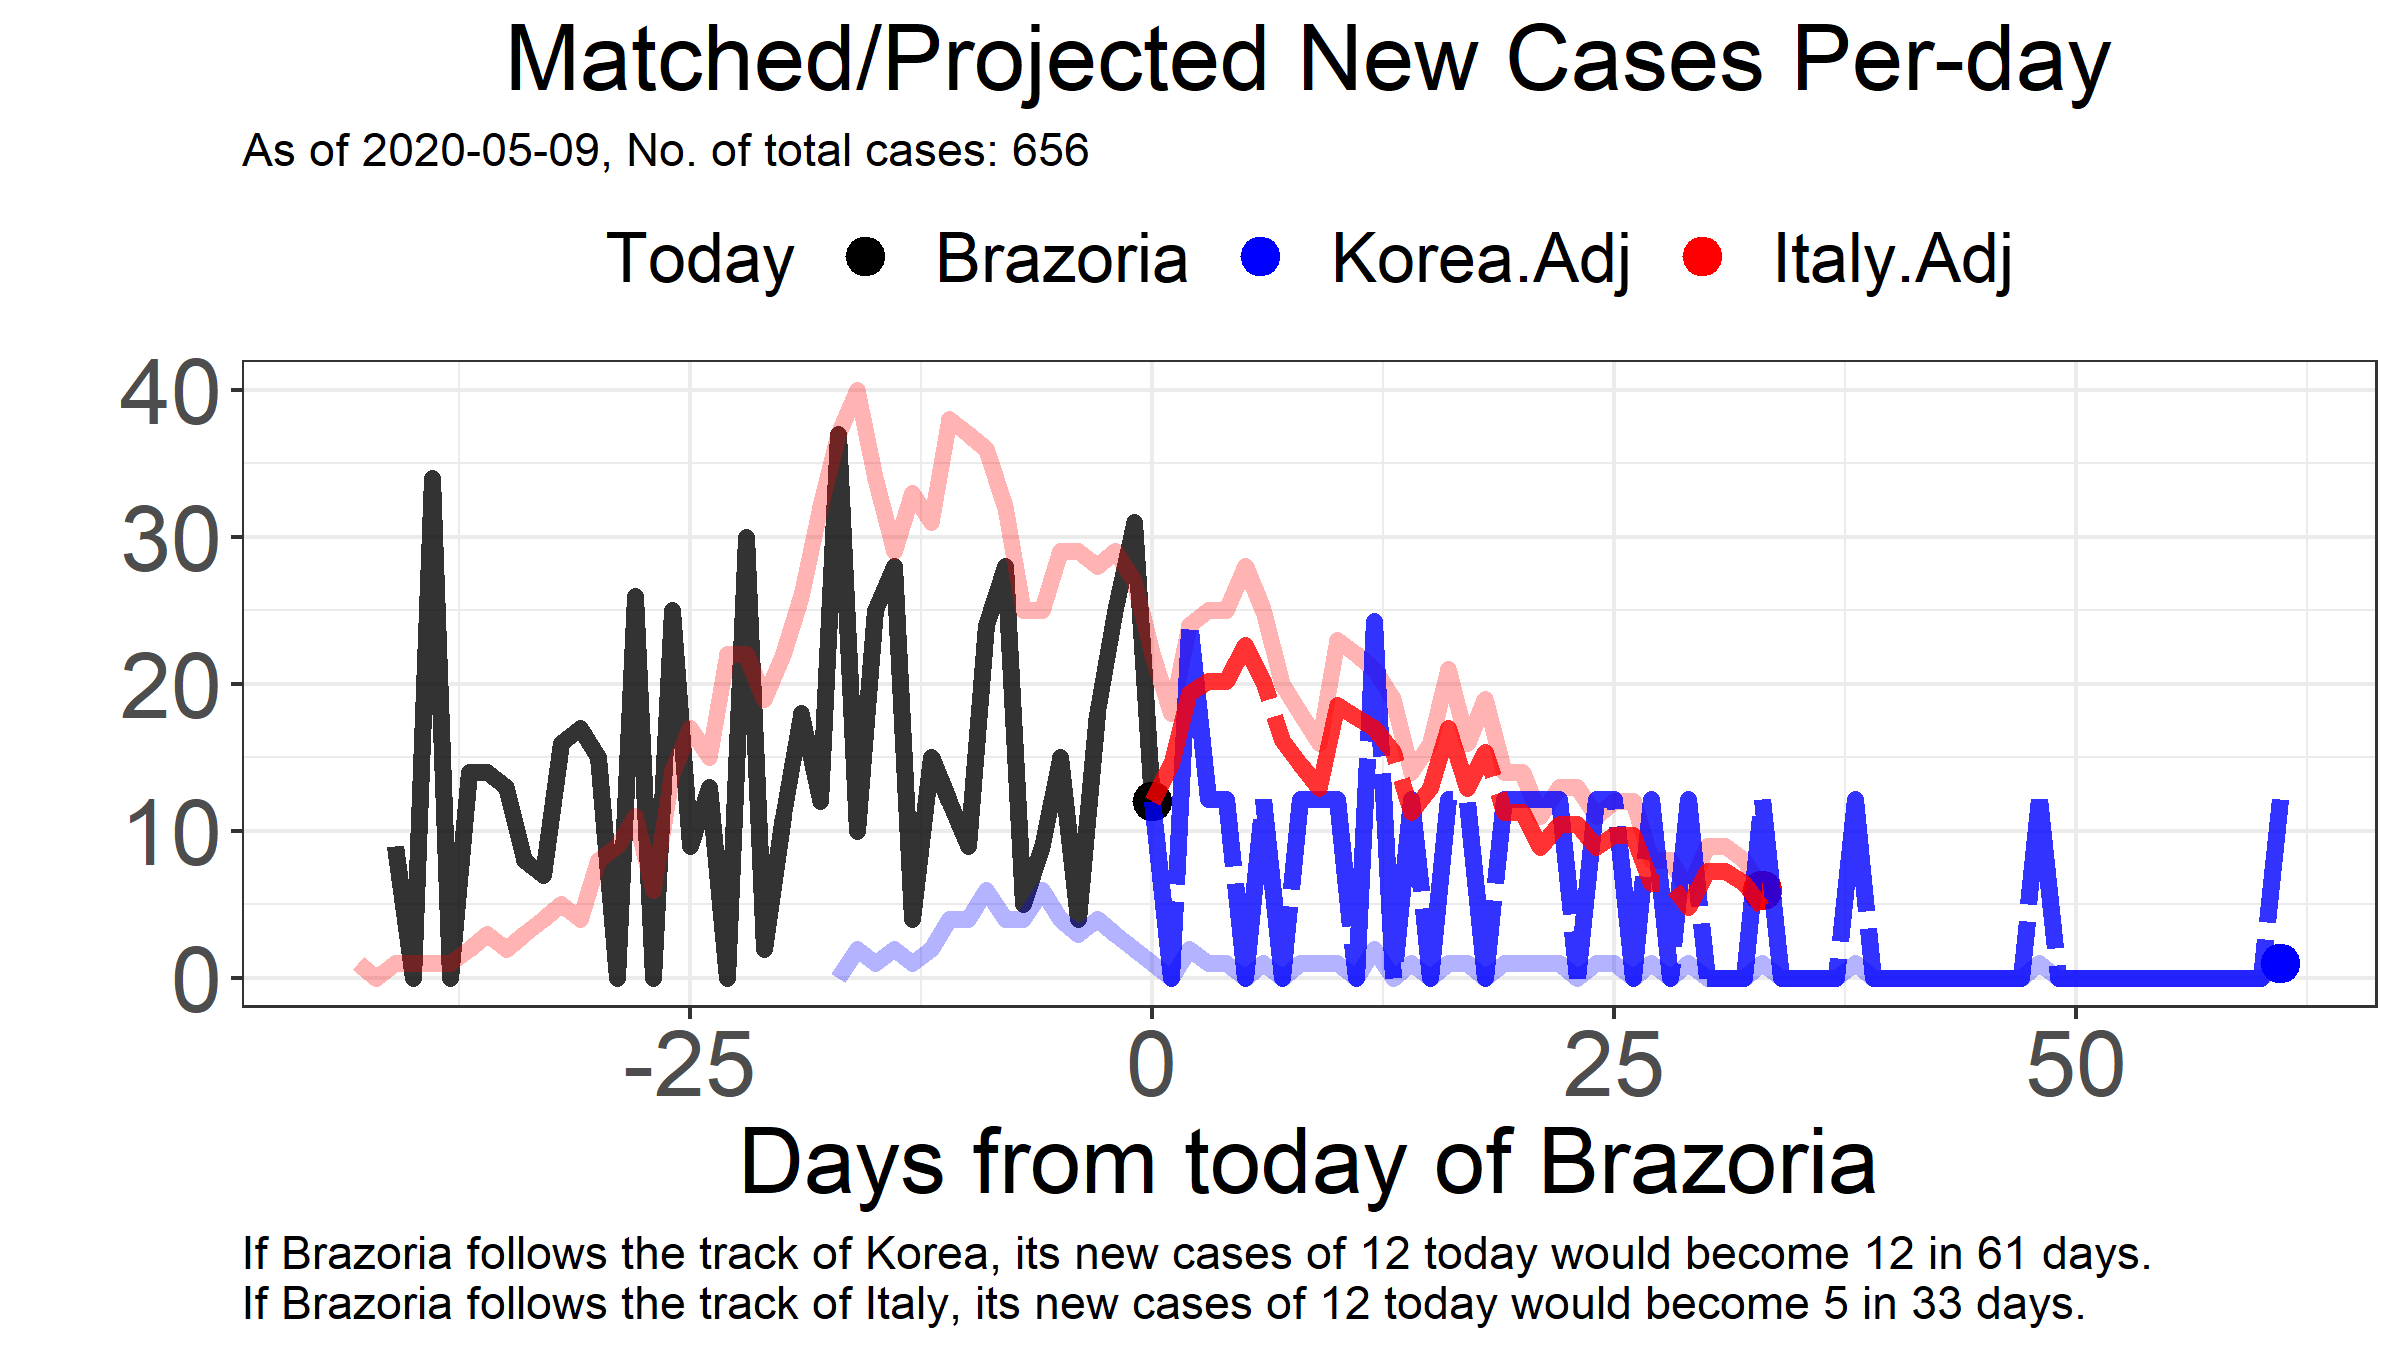 Matched/Projected New Cases Per-day
As of 2020-05-09, No. of total cases: 656
Today Brazoria Korea.Adj Italy.Adj
40
30
20
10
0
-25 0 25 50
Days from today of Brazoria
If Brazoria follows the track of Korea, its new cases of 12 today would become 12 in 61 days.
If Brazoria follows the track of Italy, its new cases of 12 today would become 5 in 33 days.